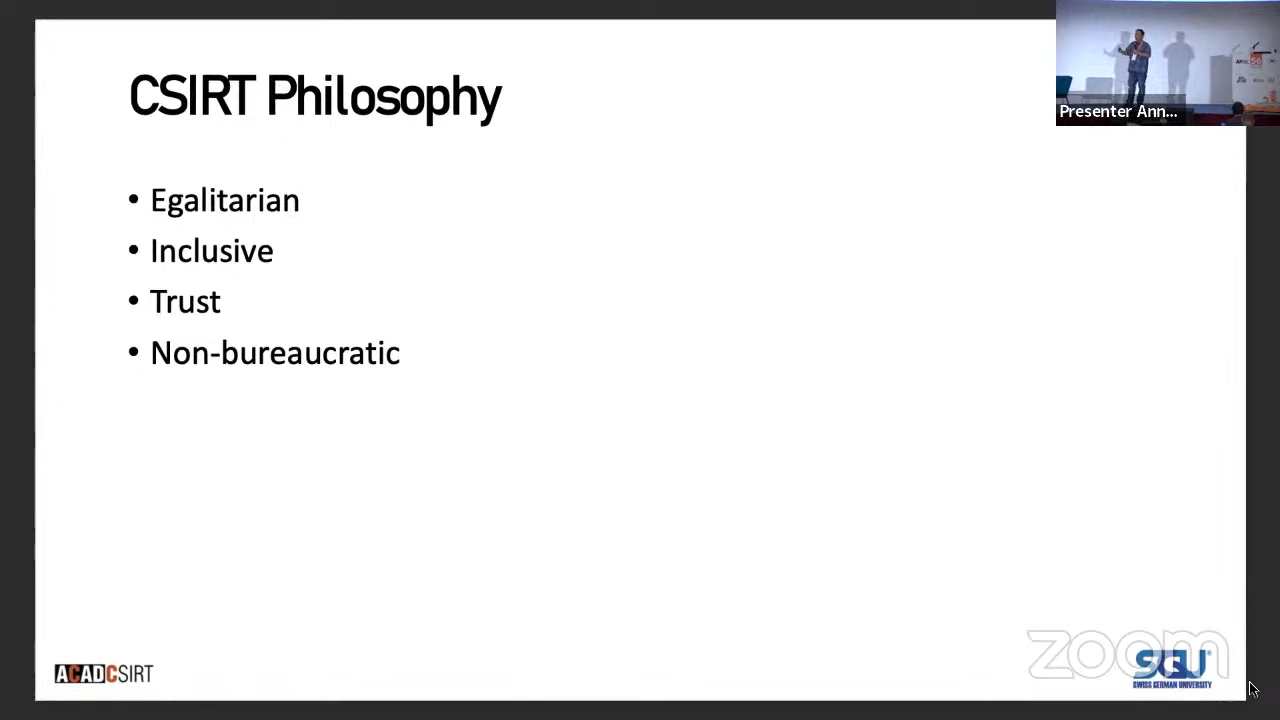 CSIRT Philosophy
Presenter Ann...
• Egalitarian
• Inclusive
• Trust
• Non-bureaucratic
ACADCSIRT
zoom
SGU
SWISS GERMAN UNIVERSITY